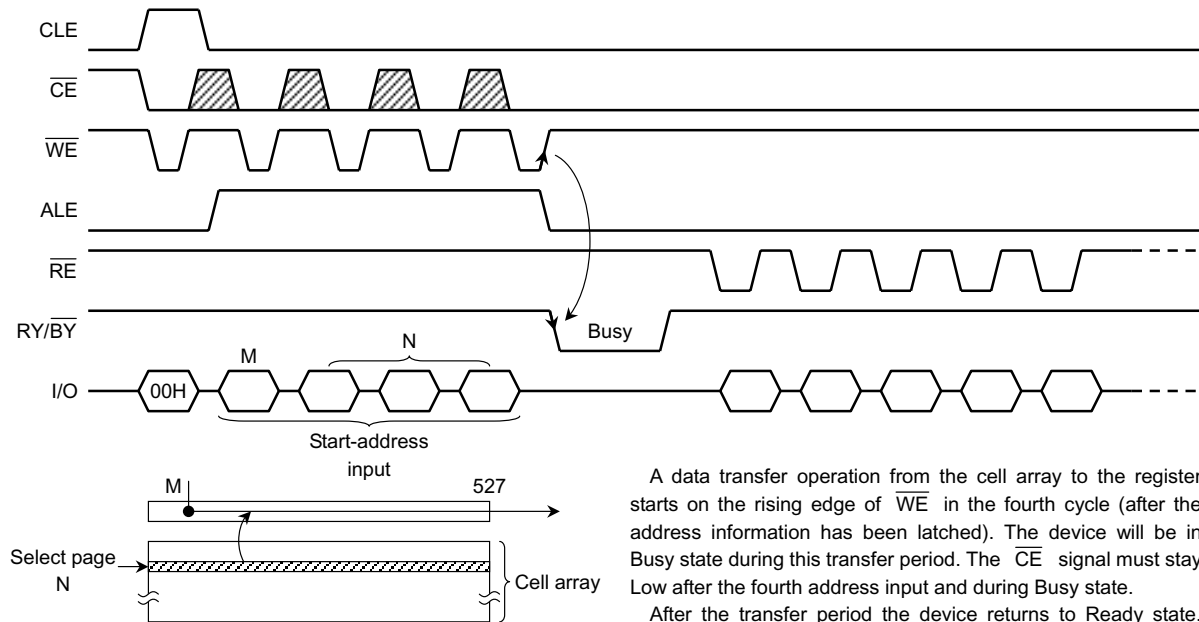 CLE
CE
WE
ALE
RE
RY/BY
Busy
M
N
I/O
00H
Start-address
input
M
527
Select page
N
Cell array
A data transfer operation from the cell array to the register
starts on the rising edge of WE in the fourth cycle (after the
address information has been latched). The device will be in
Busy state during this transfer period. The CE signal must stay
Low after the fourth address input and during Busy state.
After the transfer period the device returns to Ready state.